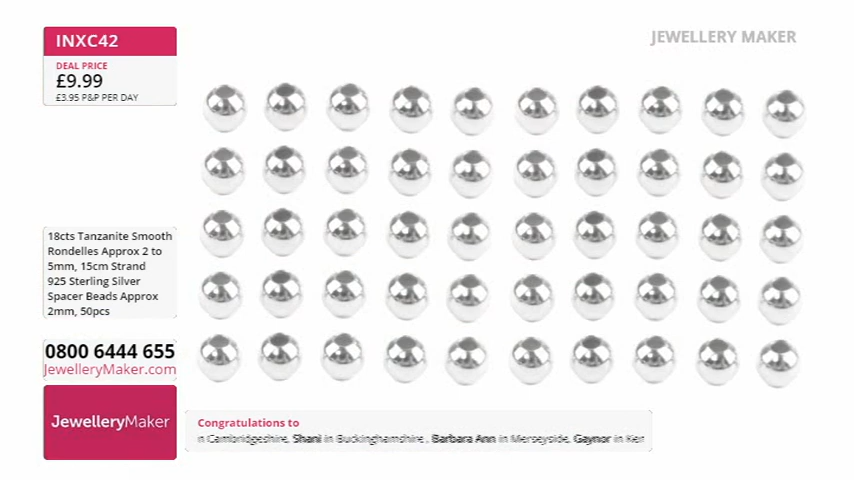 INXC42
DEAL PRICE
£9.99
£3.95 P&P PER DAY
JEWELLERY MAKER
18cts Tanzanite Smooth
Rondelles Approx 2 to
5mm, 15cm Strand
925 Sterling Silver
Spacer Beads Approx
2mm, 50pcs
0800 6444 655
JewelleryMaker.com
JewelleryMaker
Congratulations to
n Cambridgeshire, Shani in Buckinghamshire, Barbara Ann in Merseyside, Gaynor in Ken